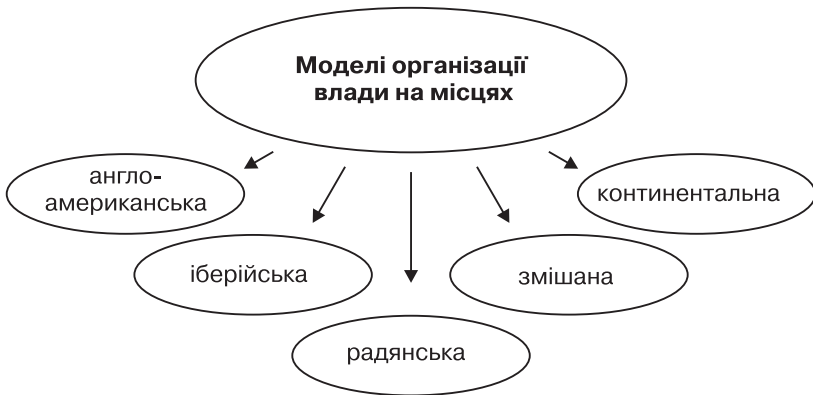 Моделі організації
влади на місцях
англо-
американська
континентальна
іберійська
змішана
радянська